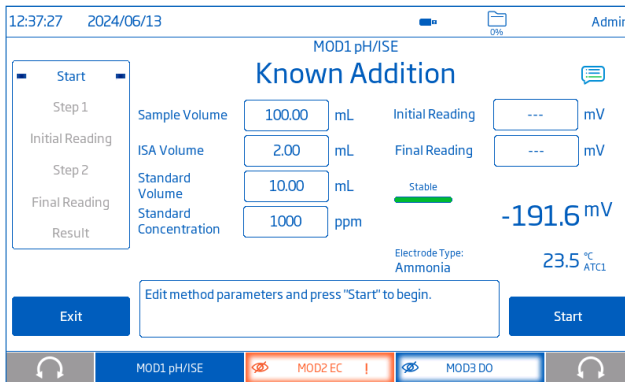 12:37:27 2024/06/13 0% Admin
MOD1 pH/ISE
Known Addition
Start
Step 1
Initial Reading
Step 2
Final Reading
Result
Sample Volume 100.00 mL
ISA Volume 2.00 mL
Standard
Volume 10.00 mL
Standard
Concentration 1000 ppm
Initial Reading --- mV
Final Reading --- mV
Stable
-191.6 mV
Electrode Type:
Ammonia
23.5 °C
ATC1
Exit
Edit method parameters and press "Start" to begin.
Start
MOD1 pH/ISE MOD2 EC ! MOD3 DO